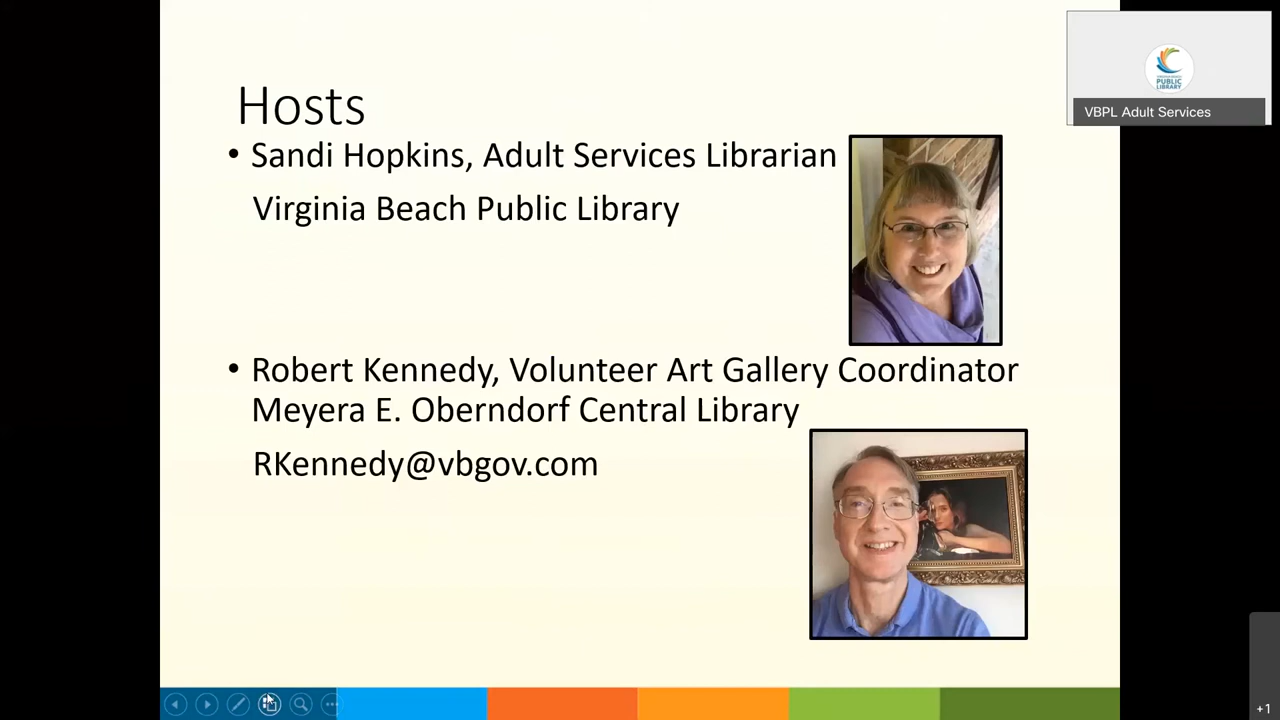 Hosts
• Sandi Hopkins, Adult Services Librarian
Virginia Beach Public Library
• Robert Kennedy, Volunteer Art Gallery Coordinator
Meyera E. Oberndorf Central Library
RKennedy@vbgov.com
PUBLIC
LIBRARY
VBPL Adult Services
+1